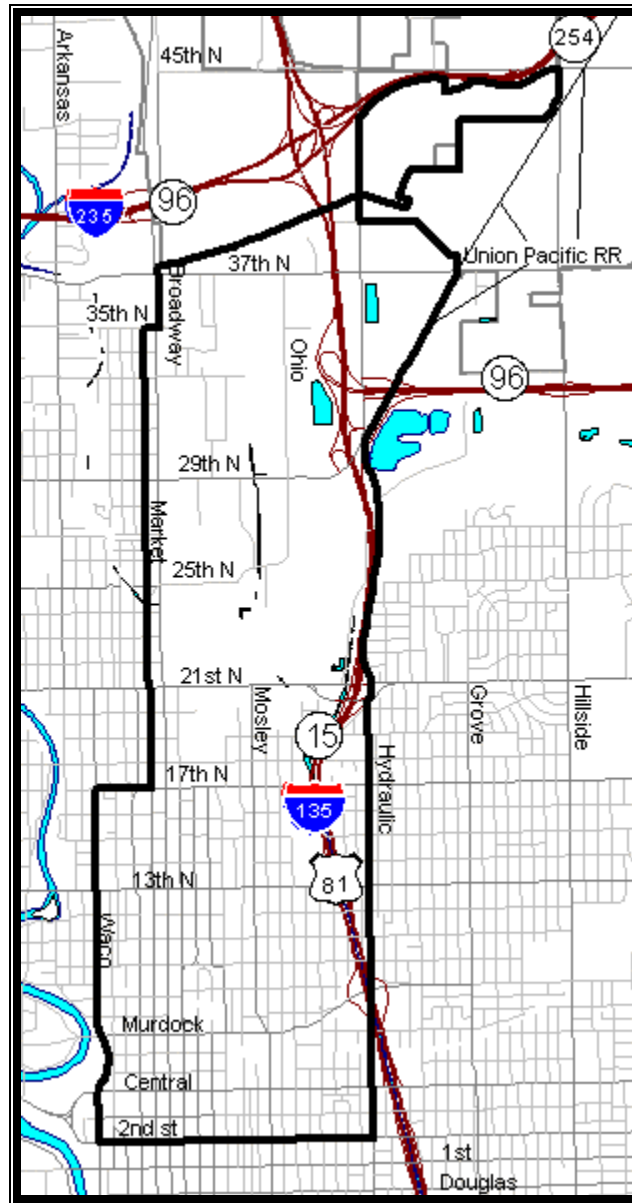 254
45th N
Arkansas
96
235
Union Pacific RR
37th N
Broadway
35th N
Ohio
96
29th N
Market
25th N
21st N
Mosley
Grove
Hillside
15
Hydraulic
17th N
135
13th N
81
Waco
Murdock
Central
2nd st
1st
Douglas